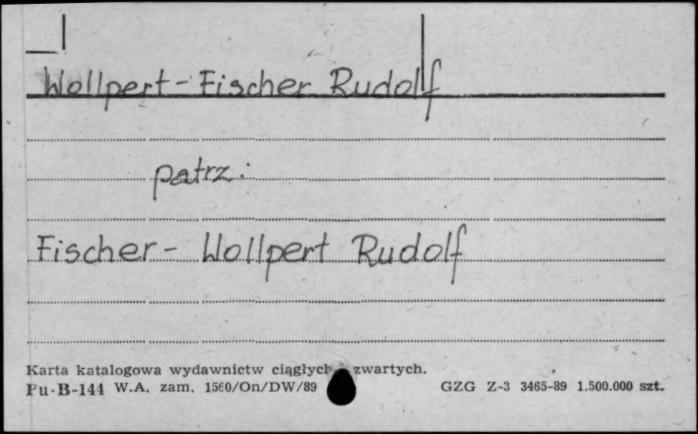 Wollpert-Fischer Rudolf
patrz:
Fischer- Wollpert Rudolf
Karta katalogowa wydawnictw ciągłych zwartych.
Pu-B-144 W.A. zam. 1560/On/DW/89 GZG Z-3 3465-89 1.500.000 szt.